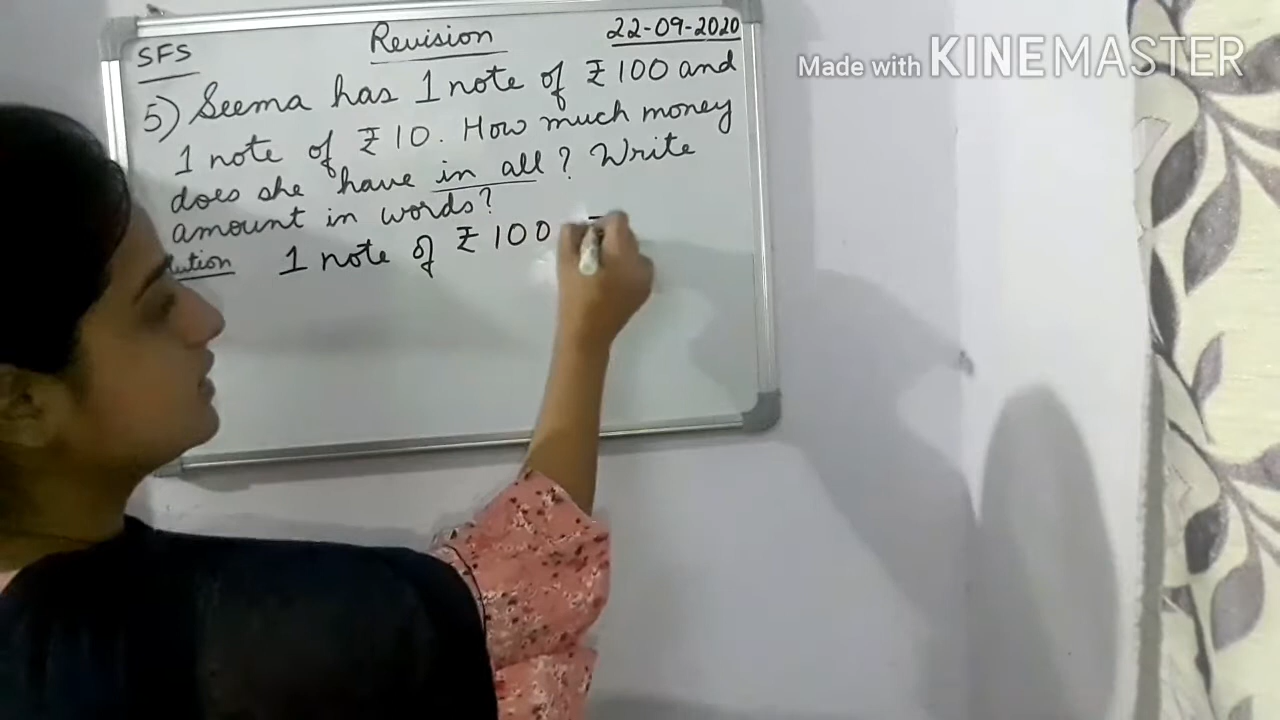 SFS Revision 22-09-2020
Made with KINEMASTER
5) Seema has 1 note of ₹100 and
1 note of ₹10. How much money
does she have in all? Write
amount in words?
lution 1 note of ₹100